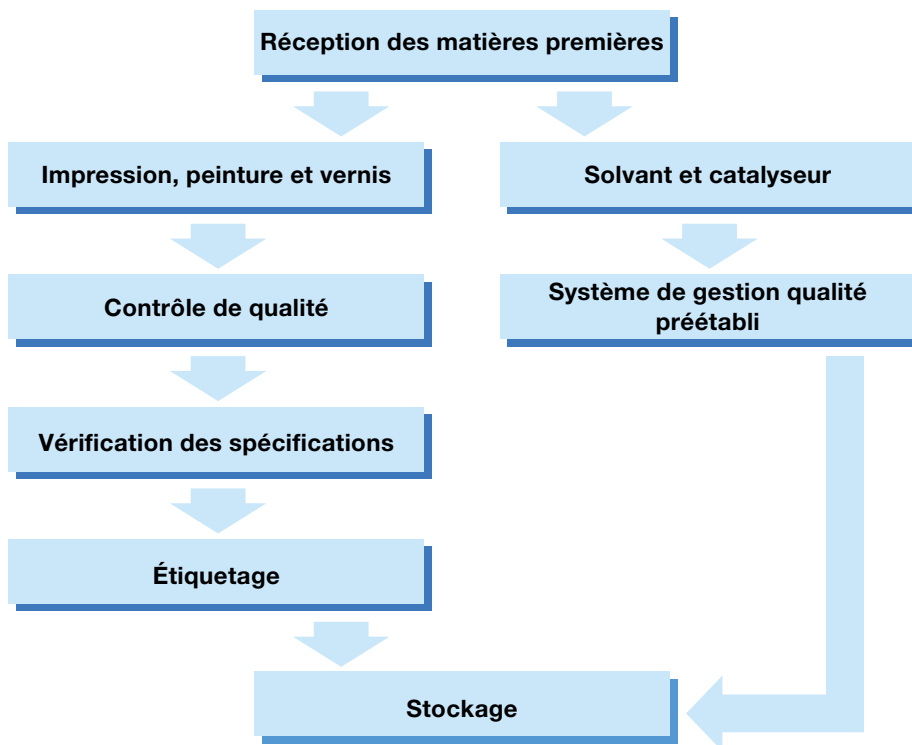 Réception des matières premières
Impression, peinture et vernis
Solvant et catalyseur
Contrôle de qualité
Système de gestion qualité
préétabli
Vérification des spécifications
Étiquetage
Stockage